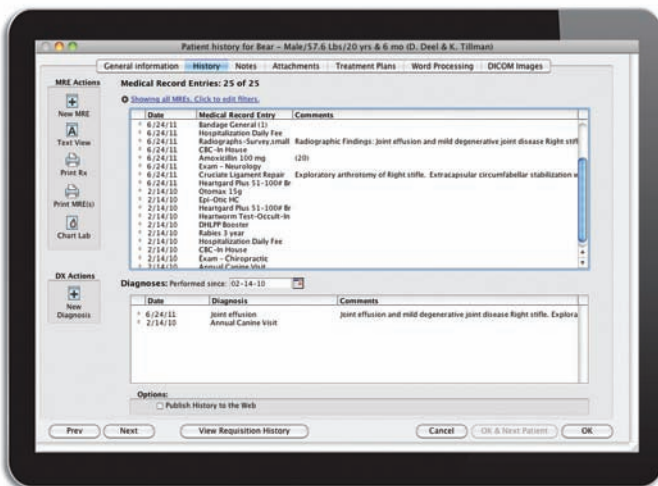 Patient history for Bear – Male/57.6 Lbs/20 yrs & 6 mo (D. Deel & K. Tillman)
General information History Notes Attachments Treatment Plans Word Processing DICOM Images
MRE Actions
New MRE
Text View
Print Rx
Print MRE(s)
Chart Lab
DX Actions
New Diagnosis
Medical Record Entries: 25 of 25
Showing all MREs. Click to edit filters.
Date Medical Record Entry Comments
6/24/11 Bandage General (1)
6/24/11 Hospitalization Daily Fee
6/24/11 Radiographs-Survey,small Radiographic Findings: Joint effusion and mild degenerative joint disease Right stifl
6/24/11 CBC-In House
6/24/11 Amoxicillin 100 mg (20)
6/24/11 Exam – Neurology
6/24/11 Cruciate Ligament Repair Exploratory arthrotomy of Right stifle. Extracapsular circumfabellar stabilization w
6/24/11 Heartgard Plus 51-100# Br
2/14/10 Otomax 15g
2/14/10 Epi-Otic HC
2/14/10 Heartgard Plus 51-100# Br
2/14/10 Heartworm Test-Occult-In
2/14/10 DHLPP Booster
2/14/10 Rabies 3 year
2/14/10 Hospitalization Daily Fee
2/14/10 CBC-In House
2/14/10 Exam – Chiropractic
2/14/10 Annual Canine Visit
Diagnoses: Performed since: 02-14-10
Date Diagnosis Comments
6/24/11 Joint effusion Joint effusion and mild degenerative joint disease Right stifle. Explora
2/14/10 Annual Canine Visit
Options:
Publish History to the Web
Prev Next View Requisition History Cancel OK & Next Patient OK